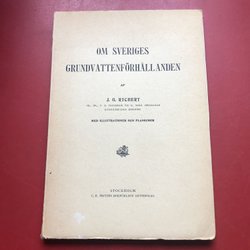 OM SVERIGES
GRUNDVATTENFÖRHÅLLANDEN
AF
J. G. RICHERT
MED ILLUSTRATIONER OCH PLANSCHER
STOCKHOLM